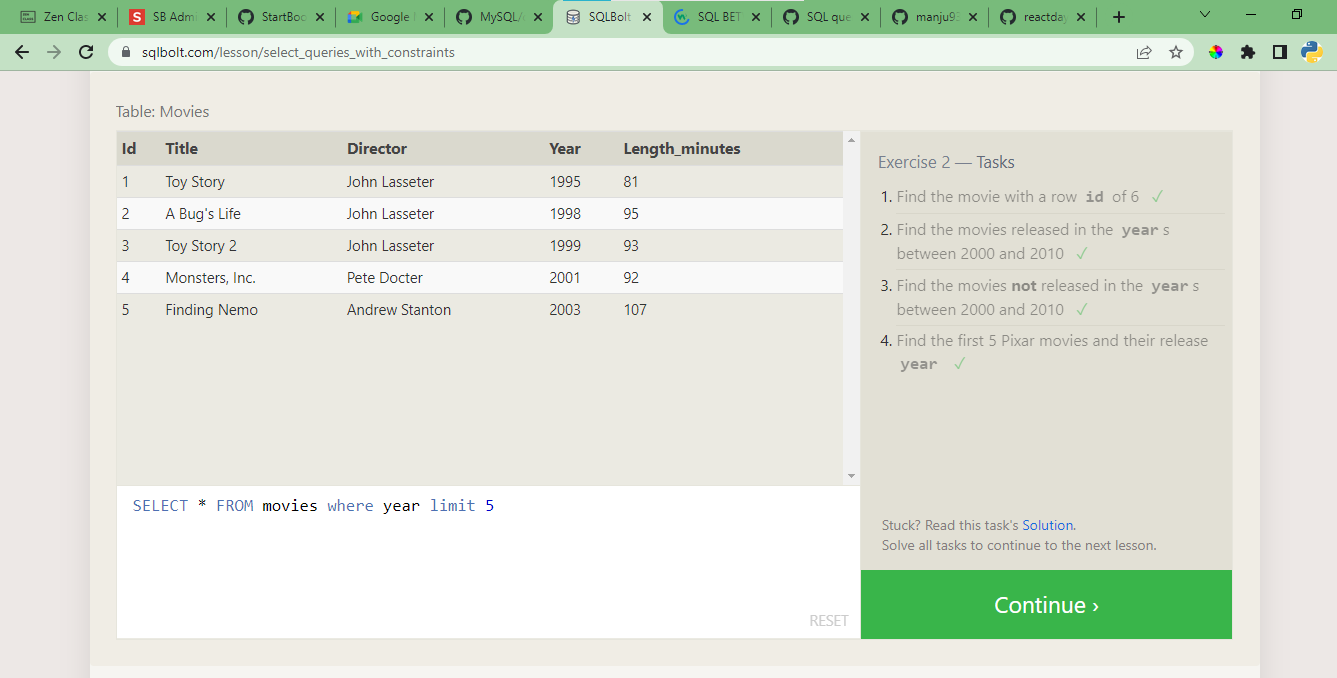 Zen Clas
SB Admi
StartBoo
Google
MySQL/
SQLBolt
SQL BET
SQL que
manju93
reactday
sqlbolt.com/lesson/select_queries_with_constraints
Table: Movies
Id Title Director Year Length_minutes
1 Toy Story John Lasseter 1995 81
2 A Bug's Life John Lasseter 1998 95
3 Toy Story 2 John Lasseter 1999 93
4 Monsters, Inc. Pete Docter 2001 92
5 Finding Nemo Andrew Stanton 2003 107
SELECT * FROM movies where year limit 5
RESET
Exercise 2 — Tasks
1. Find the movie with a row id of 6 ✓
2. Find the movies released in the year s
between 2000 and 2010 ✓
3. Find the movies not released in the year s
between 2000 and 2010 ✓
4. Find the first 5 Pixar movies and their release
year ✓
Stuck? Read this task's Solution.
Solve all tasks to continue to the next lesson.
Continue ›